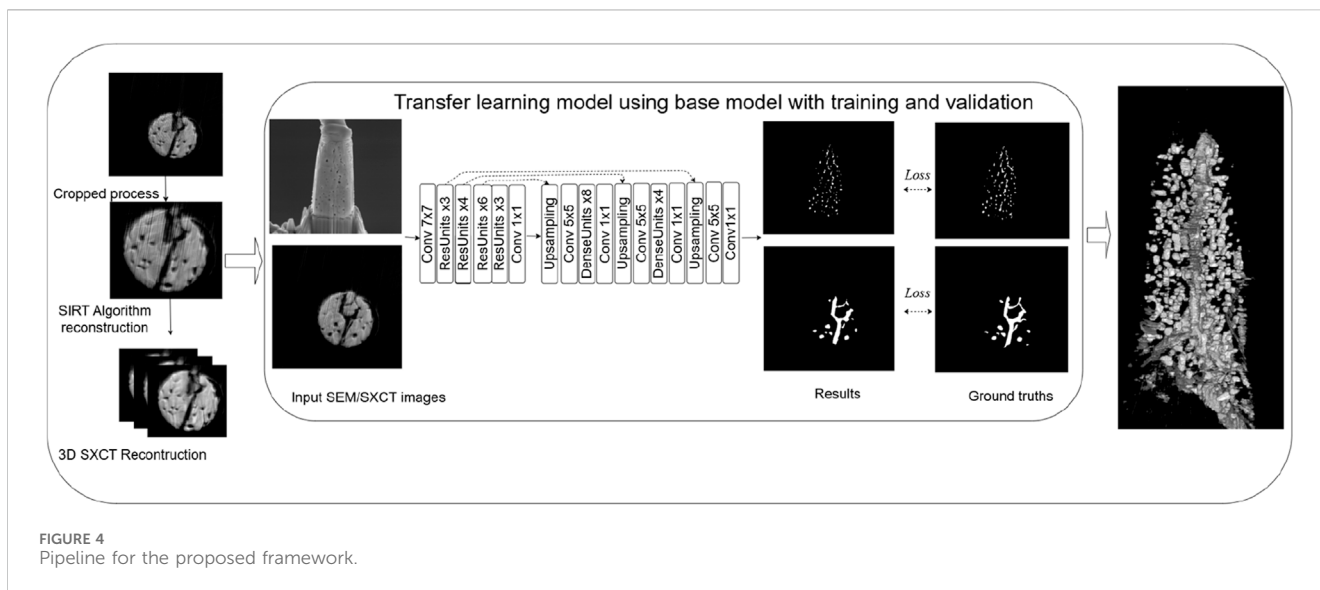 Transfer learning model using base model with training and validation
Cropped process
SIRT Algorithm
reconstruction
3D SXCT Recontruction
Input SEM/SXCT images
Conv 7x7
ResUnits x3
ResUnits x4
ResUnits x6
ResUnits x3
Conv 1x1
Upsampling
Conv 5x5
DenseUnits x8
Conv 1x1
Upsampling
Conv 5x5
DenseUnits x4
Conv 1x1
Upsampling
Conv 5x5
Conv1x1
Loss
Loss
Results
Ground truths
FIGURE 4
Pipeline for the proposed framework.